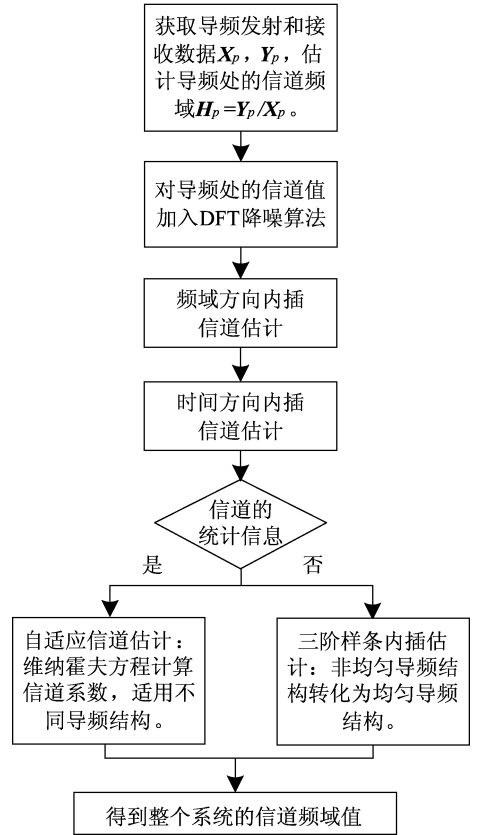 获取导频发射和接
收数据Xp，Yp，估
计导频处的信道频
域Hp=Yp/Xp。
对导频处的信道值
加入DFT降噪算法
频域方向内插
信道估计
时间方向内插
信道估计
信道的
统计信息
是
否
自适应信道估计：
维纳霍夫方程计算
信道系数，适用不
同导频结构。
三阶样条内插估
计：非均匀导频结
构转化为均匀导频
结构。
得到整个系统的信道频域值